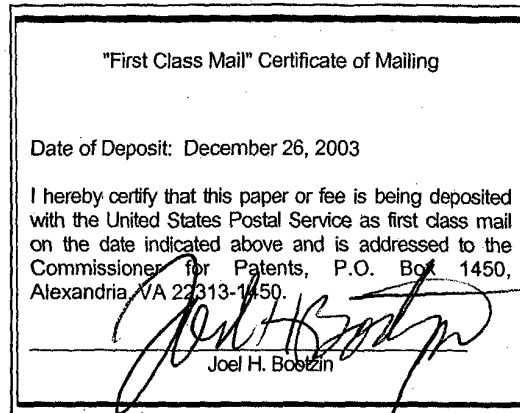 "First Class Mail" Certificate of Mailing
Date of Deposit: December 26, 2003
I hereby certify that this paper or fee is being deposited
with the United States Postal Service as first class mail
on the date indicated above and is addressed to the
Commissioner for Patents, P.O. Box 1450,
Alexandria, VA 22313-1450.
Joel H Bootzin
Joel H. Bootzin